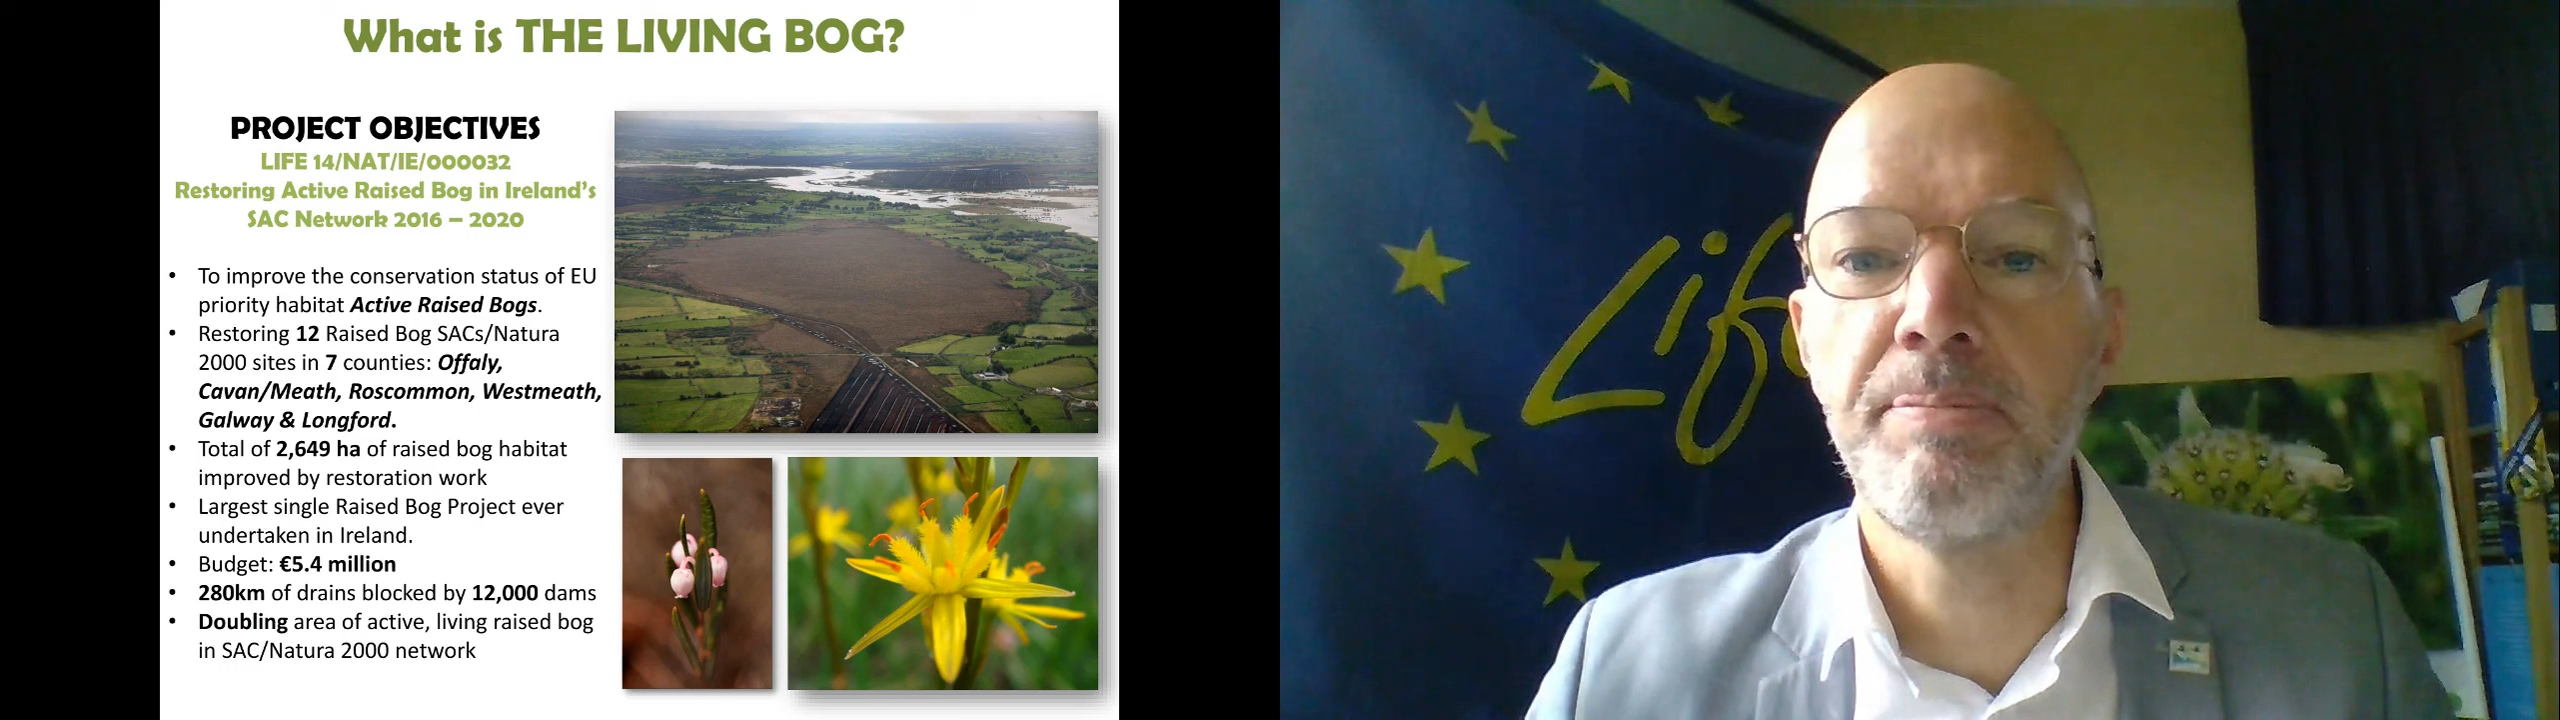 What is THE LIVING BOG?
PROJECT OBJECTIVES
LIFE 14/NAT/IE/000032
Restoring Active Raised Bog in Ireland's
SAC Network 2016 – 2020
• To improve the conservation status of EU
priority habitat Active Raised Bogs.
• Restoring 12 Raised Bog SACs/Natura
2000 sites in 7 counties: Offaly,
Cavan/Meath, Roscommon, Westmeath,
Galway & Longford.
• Total of 2,649 ha of raised bog habitat
improved by restoration work
• Largest single Raised Bog Project ever
undertaken in Ireland.
• Budget: €5.4 million
• 280km of drains blocked by 12,000 dams
• Doubling area of active, living raised bog
in SAC/Natura 2000 network
Lif